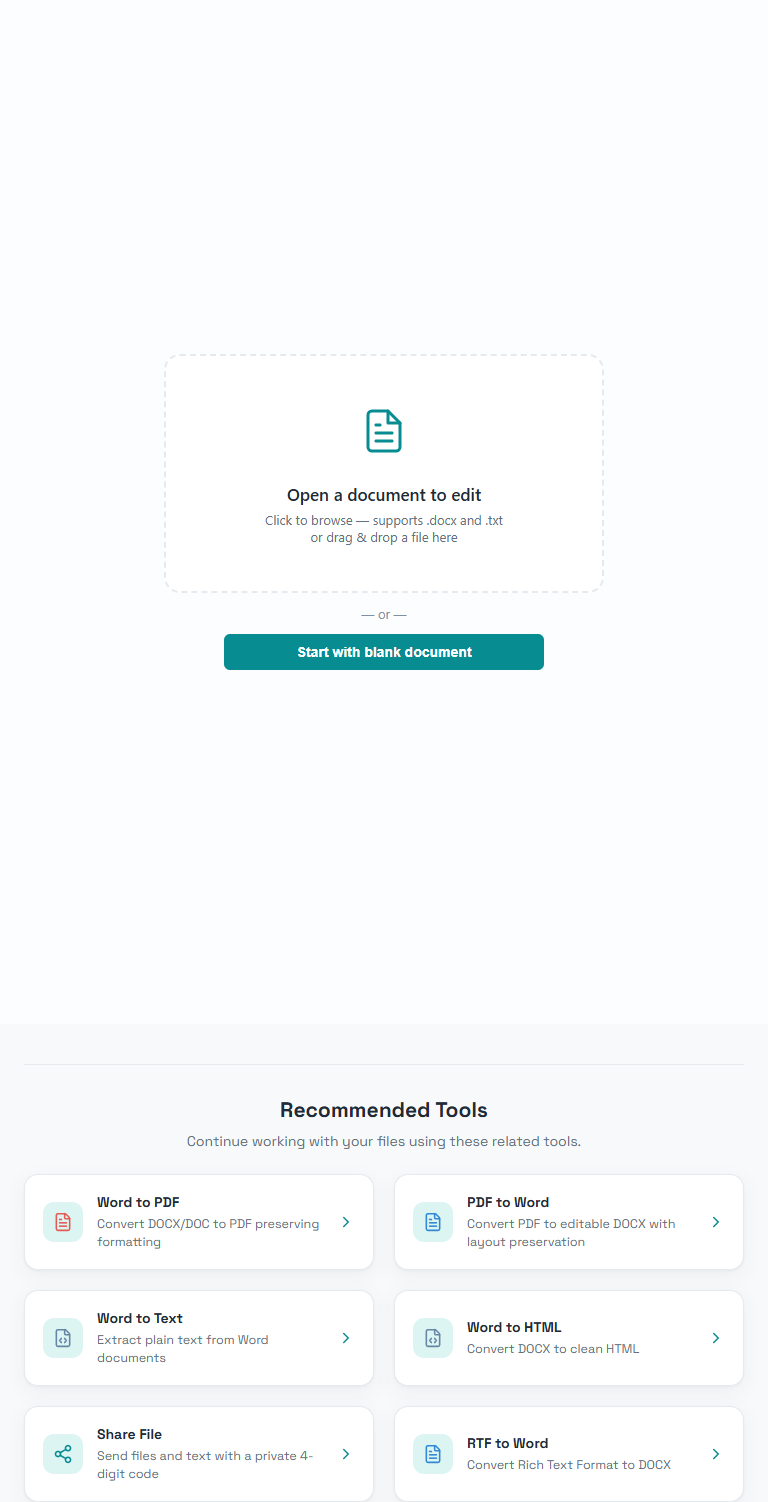 Open a document to edit
Click to browse — supports .docx and .txt
or drag & drop a file here
— or —
Start with blank document
Recommended Tools
Continue working with your files using these related tools.
Word to PDF
Convert DOCX/DOC to PDF preserving
formatting
PDF to Word
Convert PDF to editable DOCX with
layout preservation
Word to Text
Extract plain text from Word
documents
Word to HTML
Convert DOCX to clean HTML
Share File
Send files and text with a private 4-
digit code
RTF to Word
Convert Rich Text Format to DOCX